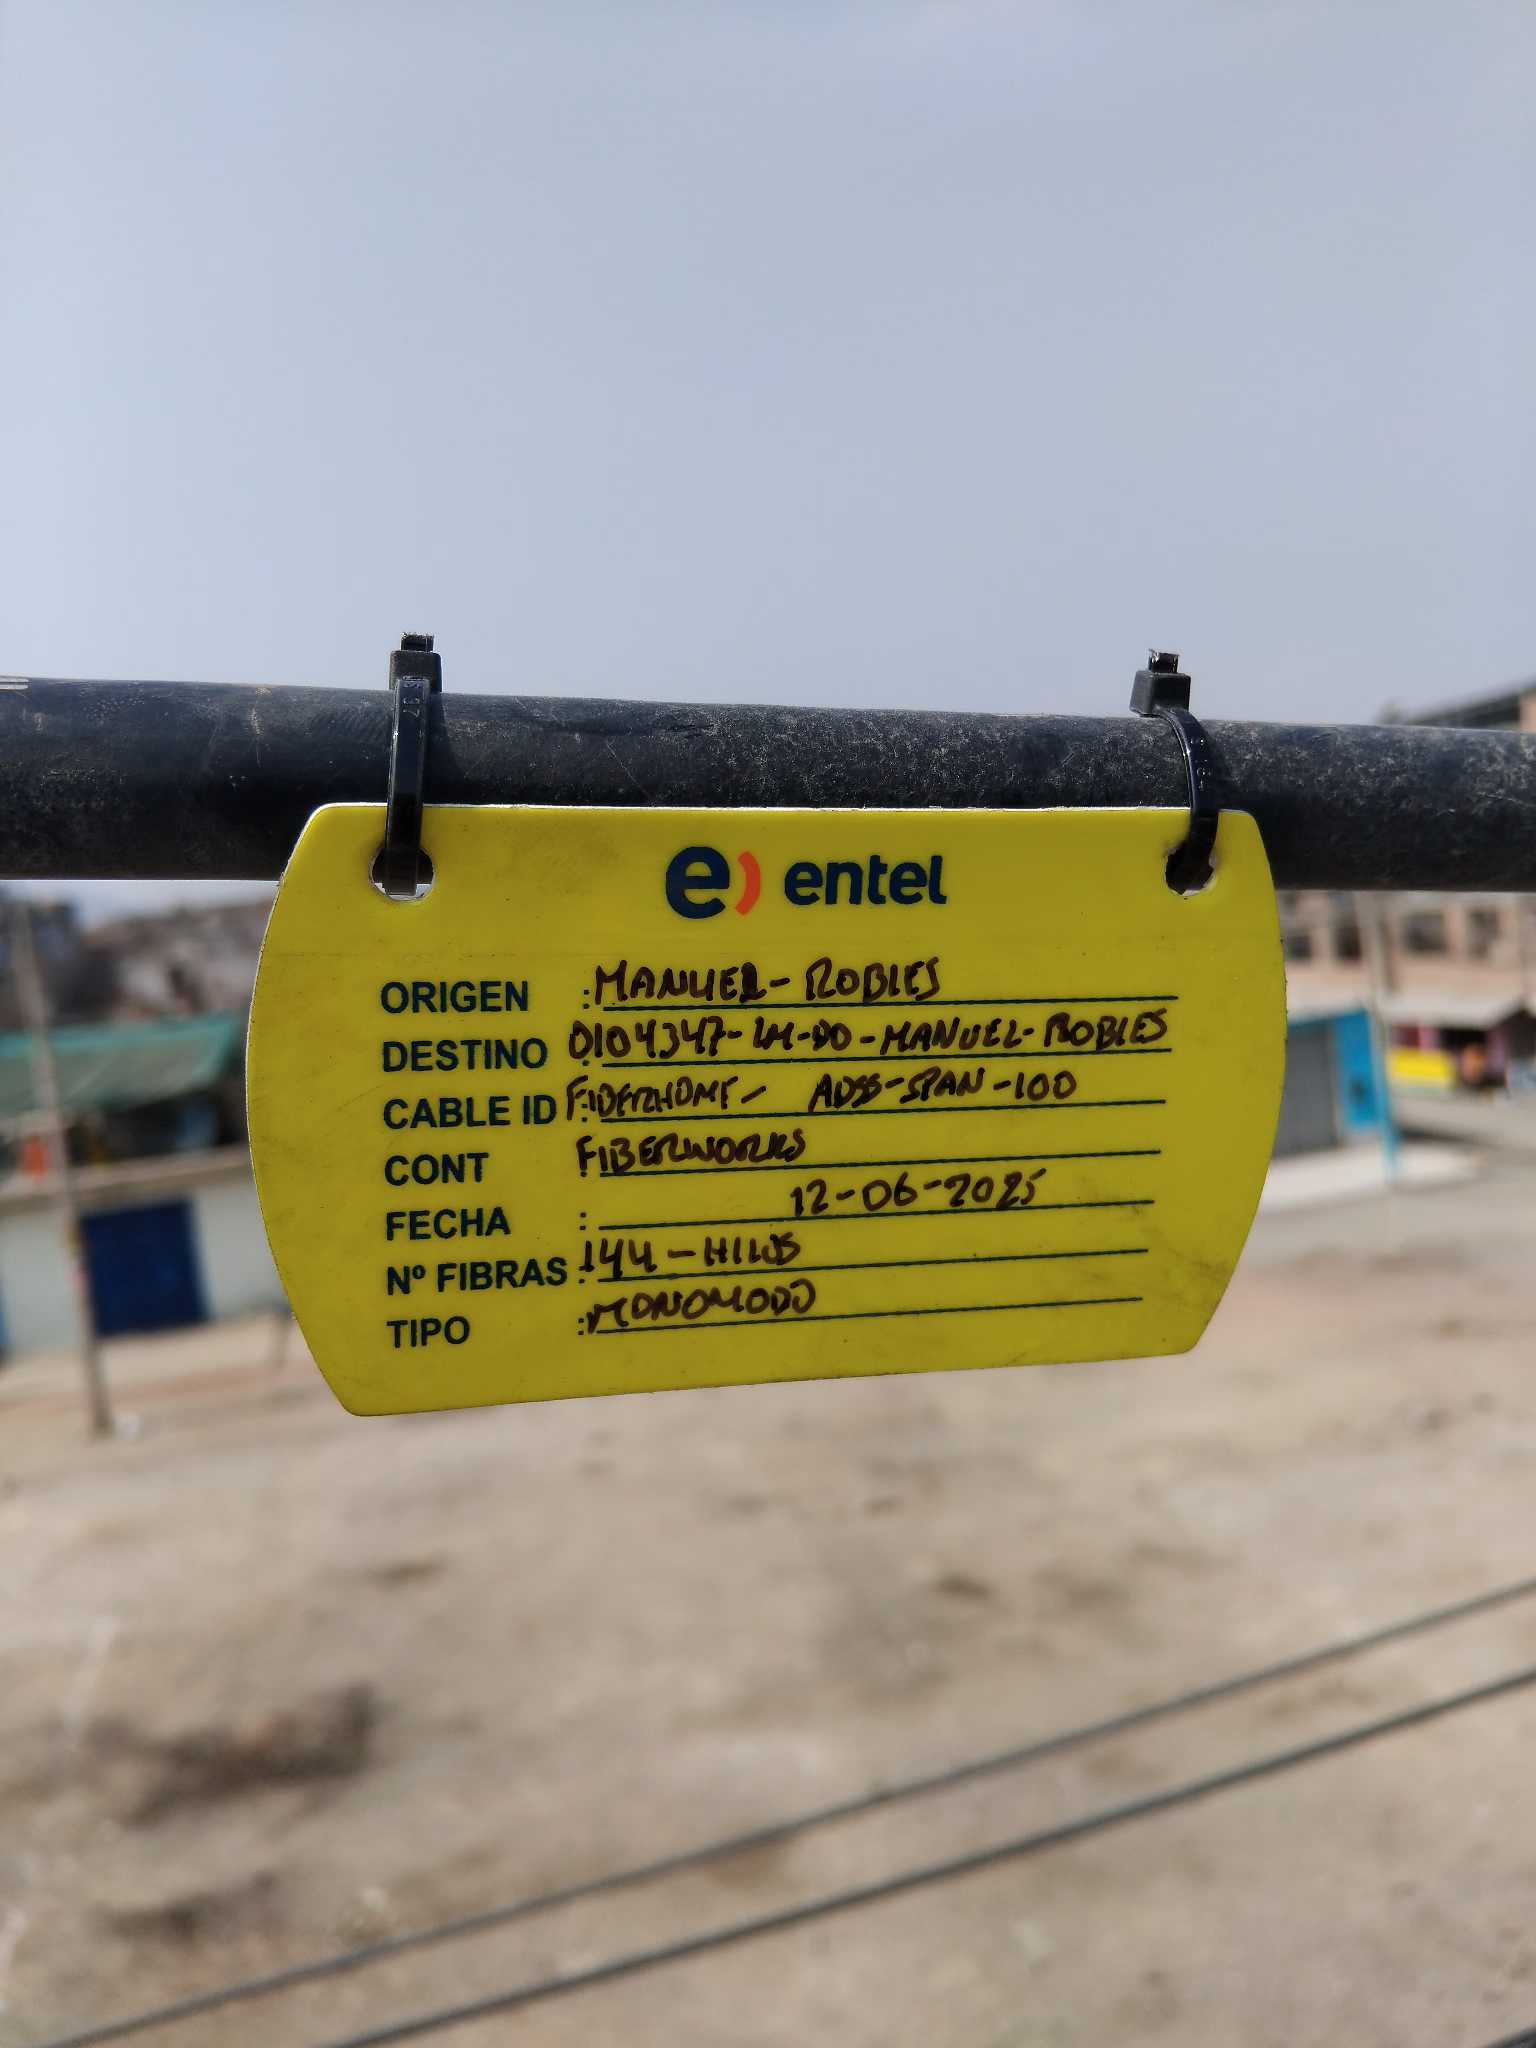 e) entel
ORIGEN : MANUEL-ROBLES
DESTINO : 0104347-LM-DO-MANUEL-ROBLES
CABLE ID : FIBERHOME- ADSS-SPAN-100
CONT : FIBERWORKS
FECHA : 12-06-2025
Nº FIBRAS : 144-HILOS
TIPO : MONOMODO